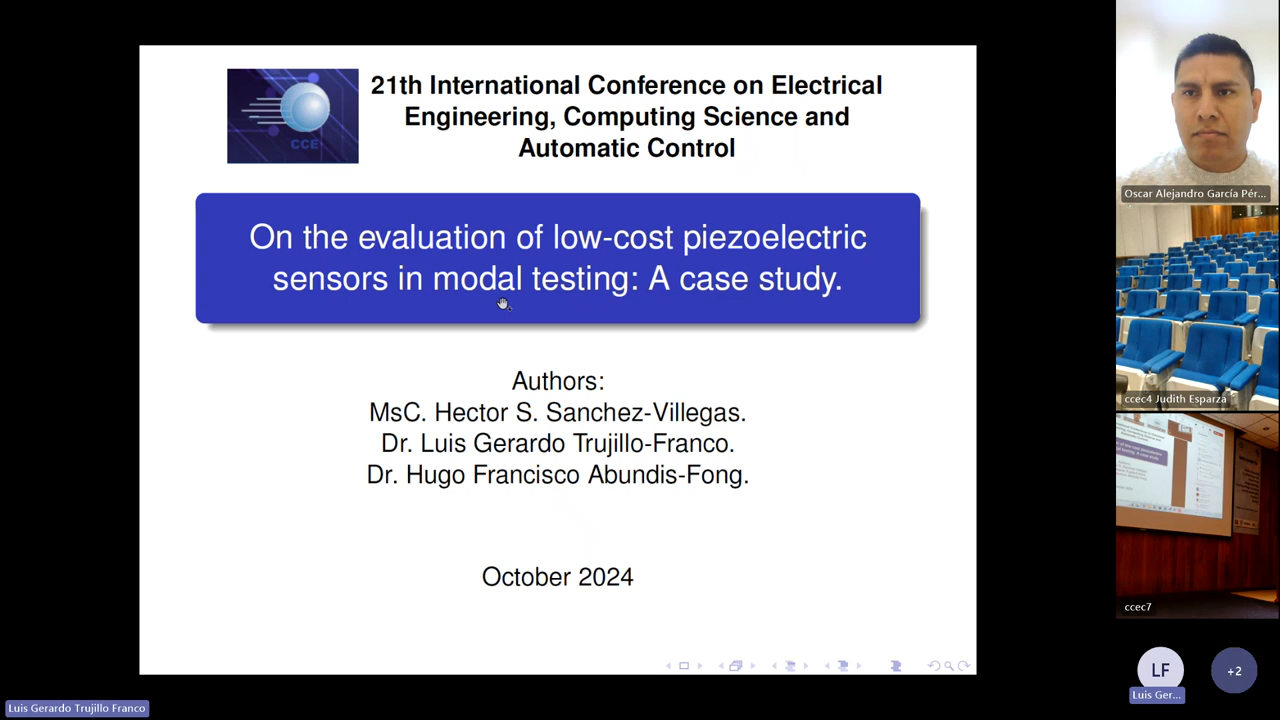 21th International Conference on Electrical
Engineering, Computing Science and
Automatic Control
CCE
On the evaluation of low-cost piezoelectric
sensors in modal testing: A case study.
Authors:
MsC. Hector S. Sanchez-Villegas.
Dr. Luis Gerardo Trujillo-Franco.
Dr. Hugo Francisco Abundis-Fong.
October 2024
Luis Gerardo Trujillo Franco
Oscar Alejandro García Pér...
ccec4 Judith Esparza
ccec7
LF
+2
Luis Ger...